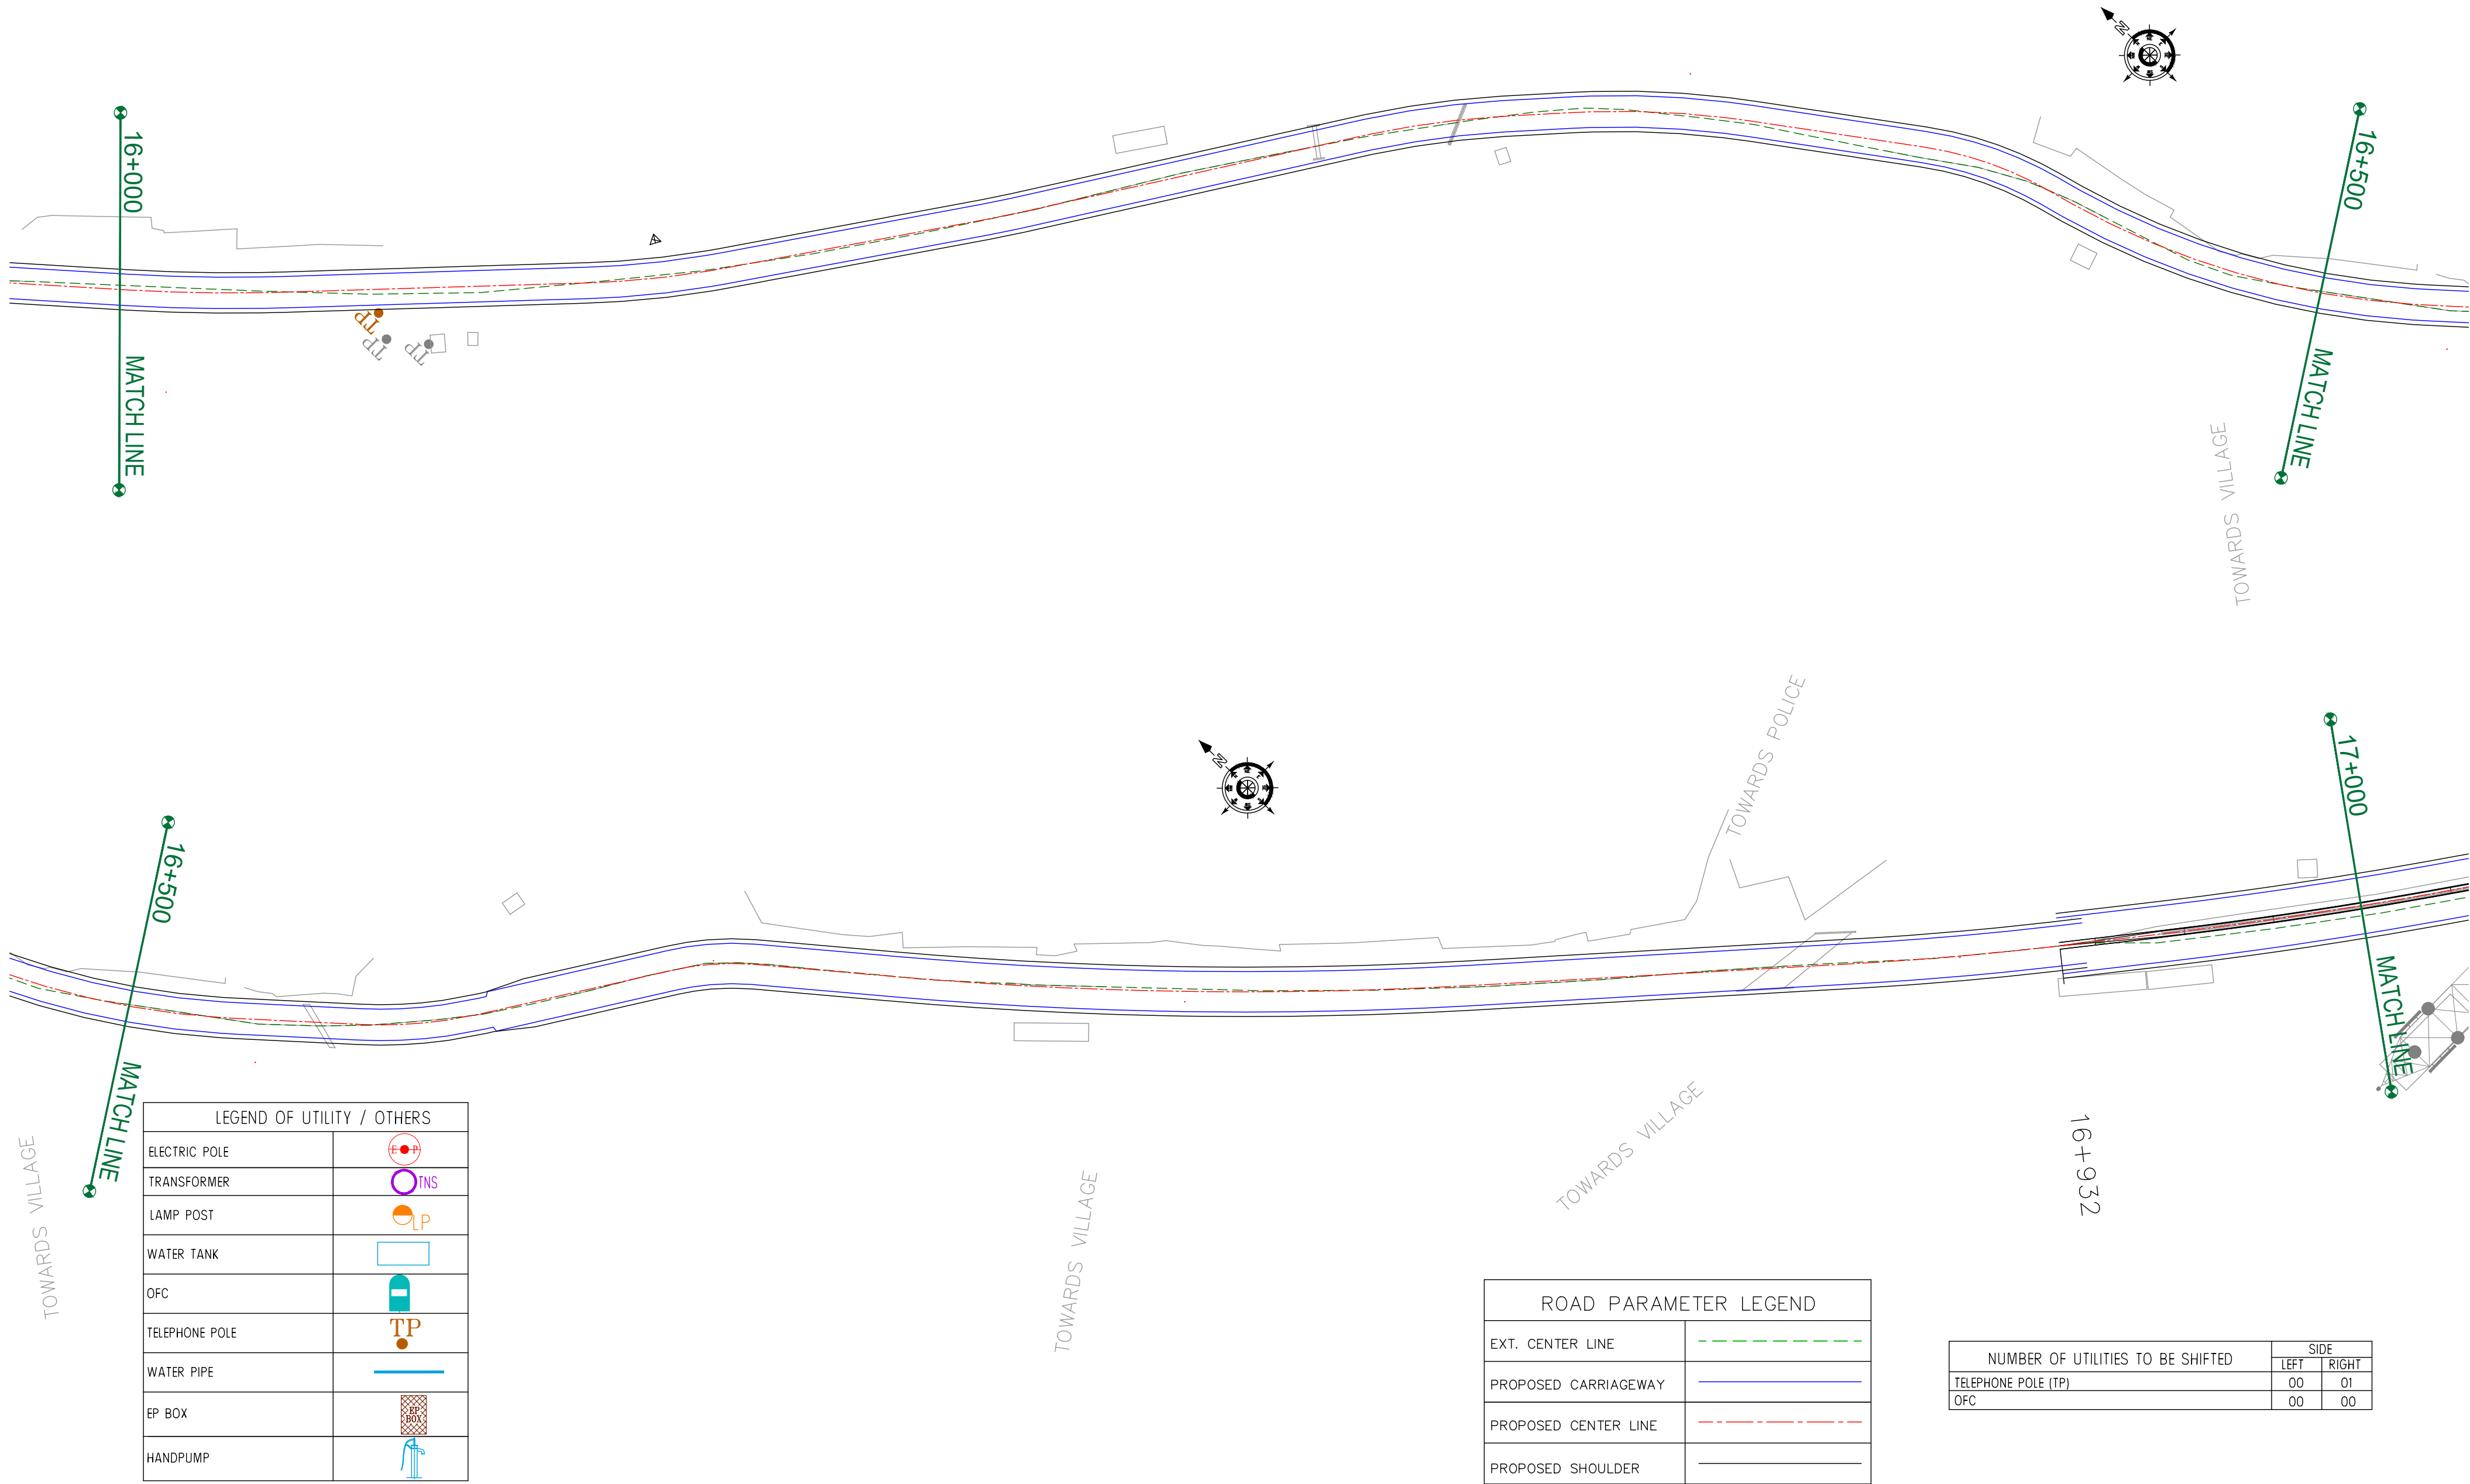 N
16+000
MATCH LINE
16+500
MATCH LINE
TP
TP
TP
TOWARDS VILLAGE
TOWARDS POLICE
N
17+000
MATCH LINE
16+500
MATCH LINE
TOWARDS VILLAGE
TOWARDS VILLAGE
TOWARDS VILLAGE
16+932
LEGEND OF UTILITY / OTHERS
ELECTRIC POLE E P
TRANSFORMER TNS
LAMP POST LP
WATER TANK
OFC
TELEPHONE POLE TP
WATER PIPE
EP BOX EP BOX
HANDPUMP
ROAD PARAMETER LEGEND
EXT. CENTER LINE
PROPOSED CARRIAGEWAY
PROPOSED CENTER LINE
PROPOSED SHOULDER
NUMBER OF UTILITIES TO BE SHIFTED SIDE
LEFT RIGHT
TELEPHONE POLE (TP) 00 01
OFC 00 00